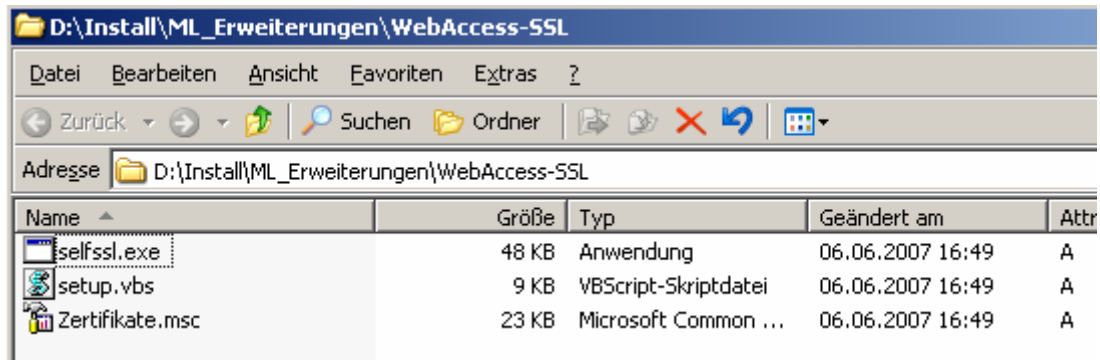 D:\Install\ML_Erweiterungen\WebAccess-SSL
Datei Bearbeiten Ansicht Favoriten Extras ?
Zurück Suchen Ordner
Adresse D:\Install\ML_Erweiterungen\WebAccess-SSL
Name Größe Typ Geändert am Attr
selfssl.exe 48 KB Anwendung 06.06.2007 16:49 A
setup.vbs 9 KB VBScript-Skriptdatei 06.06.2007 16:49 A
Zertifikate.msc 23 KB Microsoft Common ... 06.06.2007 16:49 A